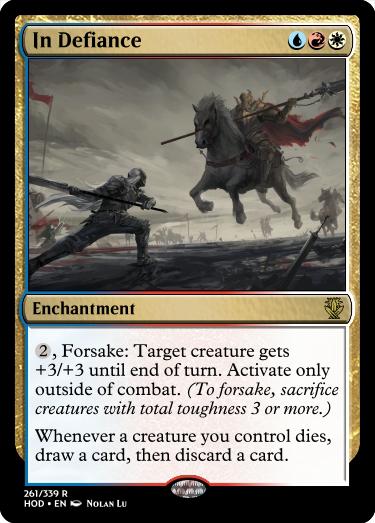 In Defiance
Enchantment
2, Forsake: Target creature gets
+3/+3 until end of turn. Activate only
outside of combat. (To forsake, sacrifice
creatures with total toughness 3 or more.)
Whenever a creature you control dies,
draw a card, then discard a card.
261/339 R
HOD • EN Nolan Lu